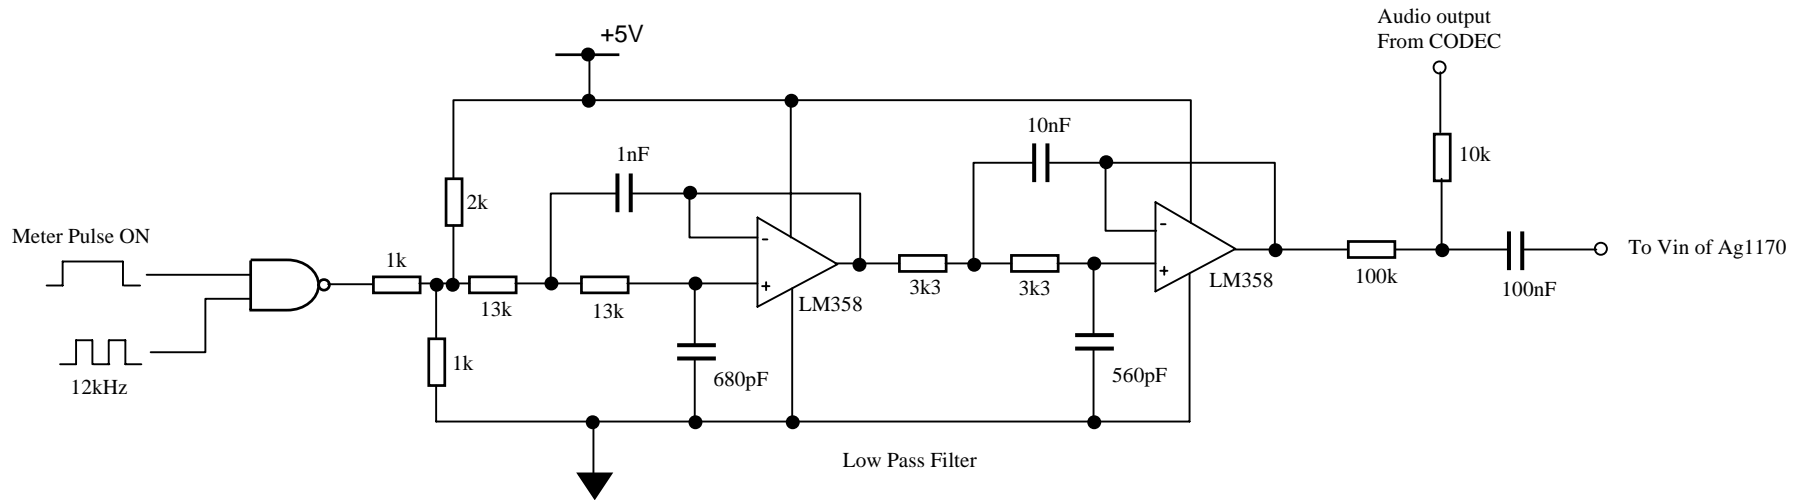 Audio output
From CODEC
+5V
10nF
1nF
10k
2k
Meter Pulse ON
-
-
1k
+
+
To Vin of Ag1170
13k
13k
LM358
3k3
3k3
LM358
100k
100nF
1k
680pF
560pF
12kHz
Low Pass Filter